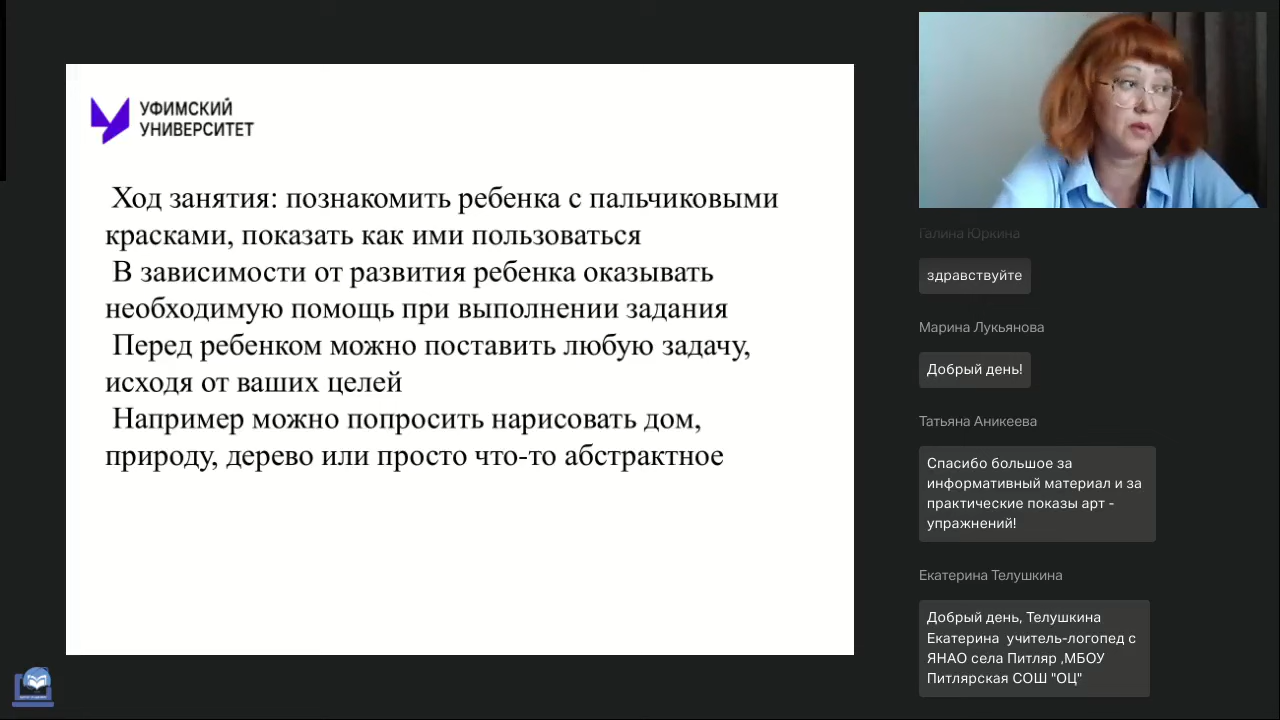 УФИМСКИЙ
УНИВЕРСИТЕТ
Ход занятия: познакомить ребенка с пальчиковыми
красками, показать как ими пользоваться
В зависимости от развития ребенка оказывать
необходимую помощь при выполнении задания
Перед ребенком можно поставить любую задачу,
исходя от ваших целей
Например можно попросить нарисовать дом,
природу, дерево или просто что-то абстрактное
Галина Юркина
здравствуйте
Марина Лукьянова
Добрый день!
Татьяна Аникеева
Спасибо большое за
информативный материал и за
практические показы арт -
упражнений!
Екатерина Телушкина
Добрый день, Телушкина
Екатерина учитель-логопед с
ЯНАО села Питляр ,МБОУ
Питлярская СОШ "ОЦ"